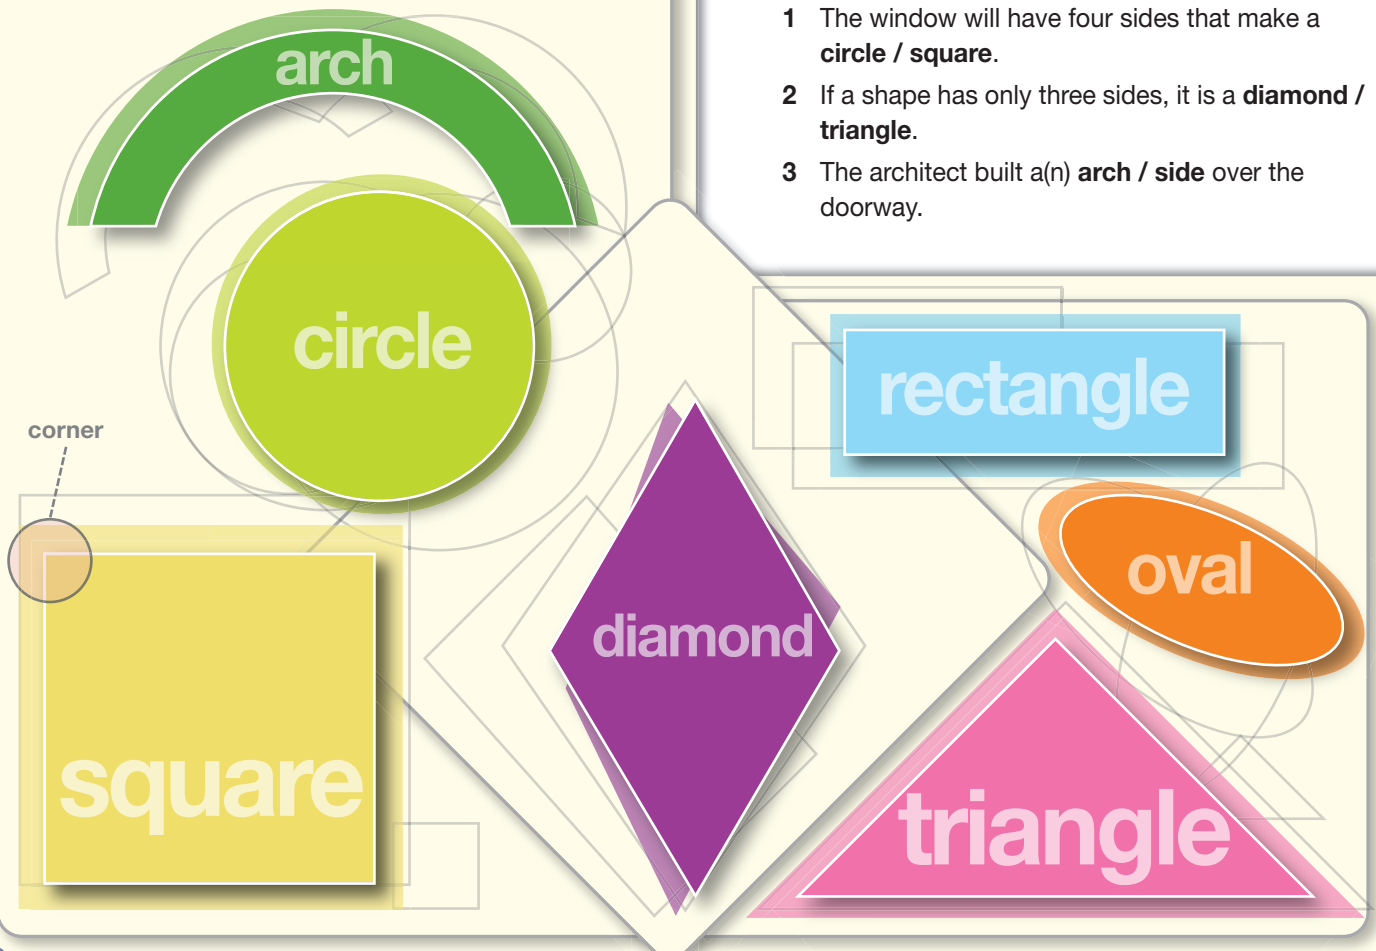 arch
1 The window will have four sides that make a
circle / square.
2 If a shape has only three sides, it is a diamond /
triangle.
3 The architect built a(n) arch / side over the
doorway.
circle
rectangle
corner
oval
diamond
square
triangle